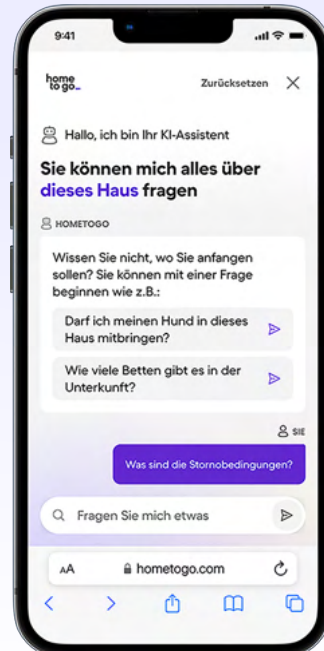 9:41
home
to go_
Zurücksetzen
Hallo, ich bin Ihr KI-Assistent
Sie können mich alles über
dieses Haus fragen
HOMETOGO
Wissen Sie nicht, wo Sie anfangen
sollen? Sie können mit einer Frage
beginnen wie z.B.:
Darf ich meinen Hund in dieses
Haus mitbringen?
Wie viele Betten gibt es in der
Unterkunft?
SIE
Was sind die Stornobedingungen?
Fragen Sie mich etwas
AA
hometogo.com